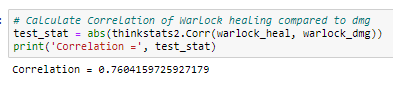 # Calculate Correlation of Warlock healing compared to dmg
test_stat = abs(thinkstats2.Corr(warlock_heal, warlock_dmg))
print('Correlation =', test_stat)
Correlation = 0.7604159725927179